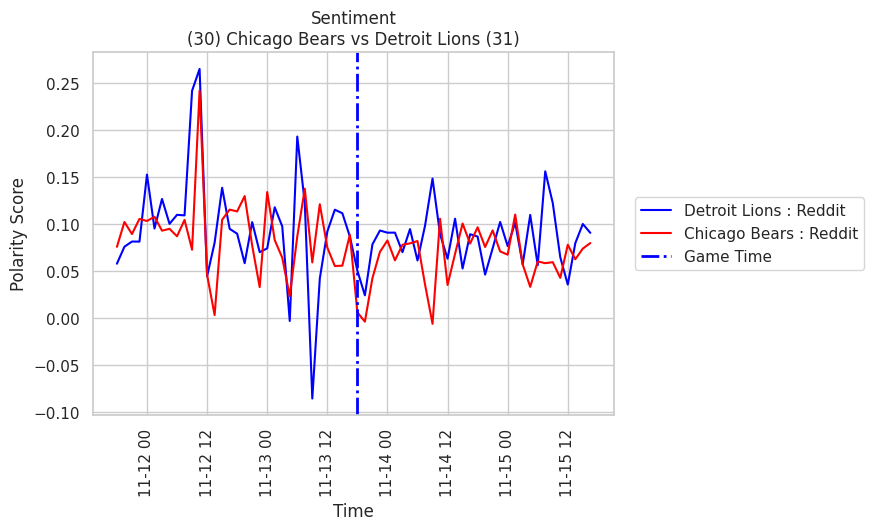 Sentiment
(30) Chicago Bears vs Detroit Lions (31)
Polarity Score
0.25
0.20
0.15
0.10
0.05
0.00
−0.05
−0.10
11-12 00
11-12 12
11-13 00
11-13 12
11-14 00
11-14 12
11-15 00
11-15 12
Time
Detroit Lions : Reddit
Chicago Bears : Reddit
Game Time